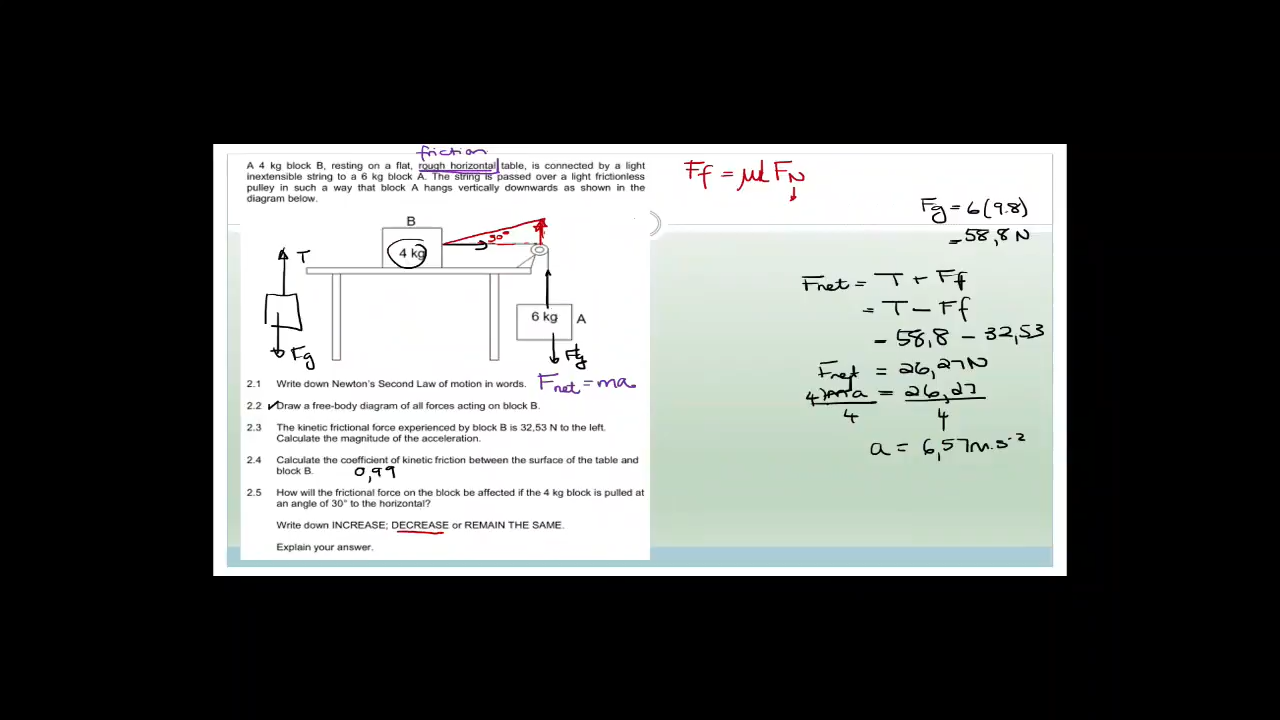 friction
A 4 kg block B, resting on a flat, rough horizontal table, is connected by a light
inextensible string to a 6 kg block A. The string is passed over a light frictionless
pulley in such a way that block A hangs vertically downwards as shown in the
diagram below.
B
4 kg
30°
T
Fg
6 kg
A
Fg
2.1 Write down Newton's Second Law of motion in words.
Fnet = ma
2.2 Draw a free-body diagram of all forces acting on block B.
2.3 The kinetic frictional force experienced by block B is 32,53 N to the left.
Calculate the magnitude of the acceleration.
2.4 Calculate the coefficient of kinetic friction between the surface of the table and
block B.
0,99
2.5 How will the frictional force on the block be affected if the 4 kg block is pulled at
an angle of 30° to the horizontal?
Write down INCREASE; DECREASE or REMAIN THE SAME.
Explain your answer.
Ff = μk FN
Fg = 6(9.8)
= 58,8 N
Fnet = T + Ff
= T - Ff
= 58,8 - 32,53
Fnet = 26,27N
(4)ma = 26,27
4 4
a = 6,57m.s-2